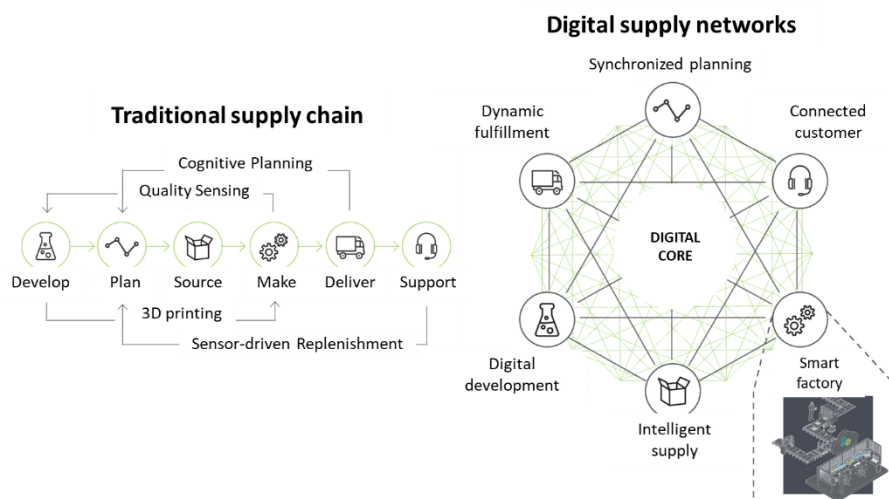 Digital supply networks
Synchronized planning
Traditional supply chain
Dynamic
fulfillment
Connected
customer
Cognitive Planning
Quality Sensing
DIGITAL
CORE
Develop
Plan
Source
Make
Deliver
Support
3D printing
Sensor-driven Replenishment
Digital
development
Smart
factory
Intelligent
supply